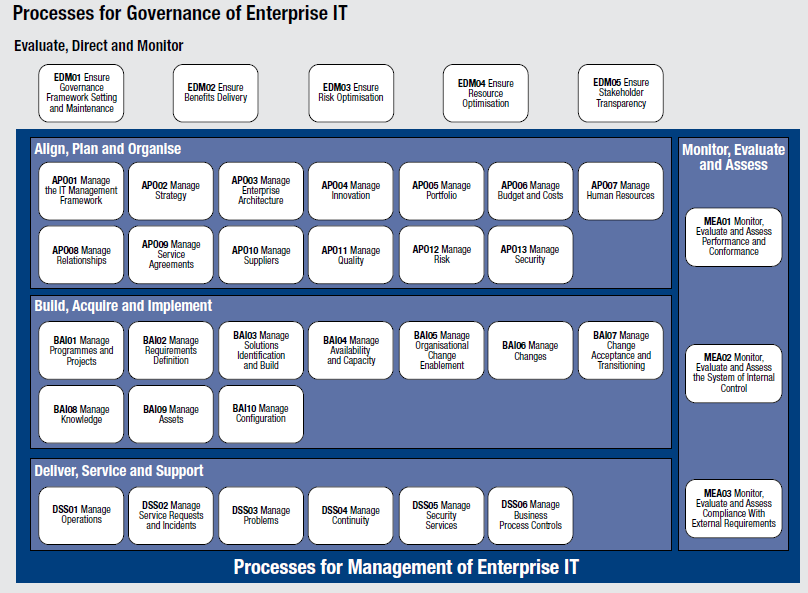 Processes for Governance of Enterprise IT
Evaluate, Direct and Monitor
EDM01 Ensure
Governance
Framework Setting
and Maintenance
EDM02 Ensure
Benefits Delivery
EDM03 Ensure
Risk Optimisation
EDM04 Ensure
Resource
Optimisation
EDM05 Ensure
Stakeholder
Transparency
Align, Plan and Organise
APO01 Manage
the IT Management
Framework
APO02 Manage
Strategy
APO03 Manage
Enterprise
Architecture
APO04 Manage
Innovation
APO05 Manage
Portfolio
APO06 Manage
Budget and Costs
APO07 Manage
Human Resources
APO08 Manage
Relationships
APO09 Manage
Service
Agreements
APO10 Manage
Suppliers
APO11 Manage
Quality
APO12 Manage
Risk
APO13 Manage
Security
Build, Acquire and Implement
BAI01 Manage
Programmes and
Projects
BAI02 Manage
Requirements
Definition
BAI03 Manage
Solutions
Identification
and Build
BAI04 Manage
Availability
and Capacity
BAI05 Manage
Organisational
Change
Enablement
BAI06 Manage
Changes
BAI07 Manage
Change
Acceptance and
Transitioning
BAI08 Manage
Knowledge
BAI09 Manage
Assets
BAI10 Manage
Configuration
Deliver, Service and Support
DSS01 Manage
Operations
DSS02 Manage
Service Requests
and Incidents
DSS03 Manage
Problems
DSS04 Manage
Continuity
DSS05 Manage
Security
Services
DSS06 Manage
Business
Process Controls
Monitor, Evaluate
and Assess
MEA01 Monitor,
Evaluate and Assess
Performance and
Conformance
MEA02 Monitor,
Evaluate and Assess
the System of Internal
Control
MEA03 Monitor,
Evaluate and Assess
Compliance With
External Requirements
Processes for Management of Enterprise IT